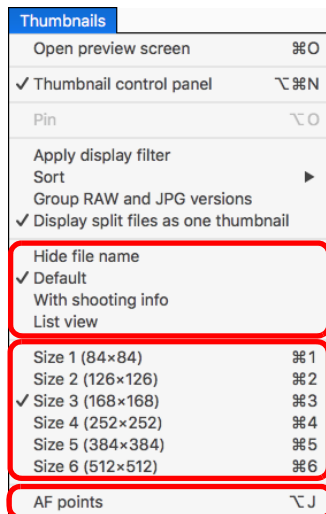 Thumbnails
Open preview screen ⌘O
✓ Thumbnail control panel ⌥⌘N
Pin ⌥O
Apply display filter
Sort ▶
Group RAW and JPG versions
✓ Display split files as one thumbnail
Hide file name
✓ Default
With shooting info
List view
Size 1 (84×84) ⌘1
Size 2 (126×126) ⌘2
✓ Size 3 (168×168) ⌘3
Size 4 (252×252) ⌘4
Size 5 (384×384) ⌘5
Size 6 (512×512) ⌘6
AF points ⌥J